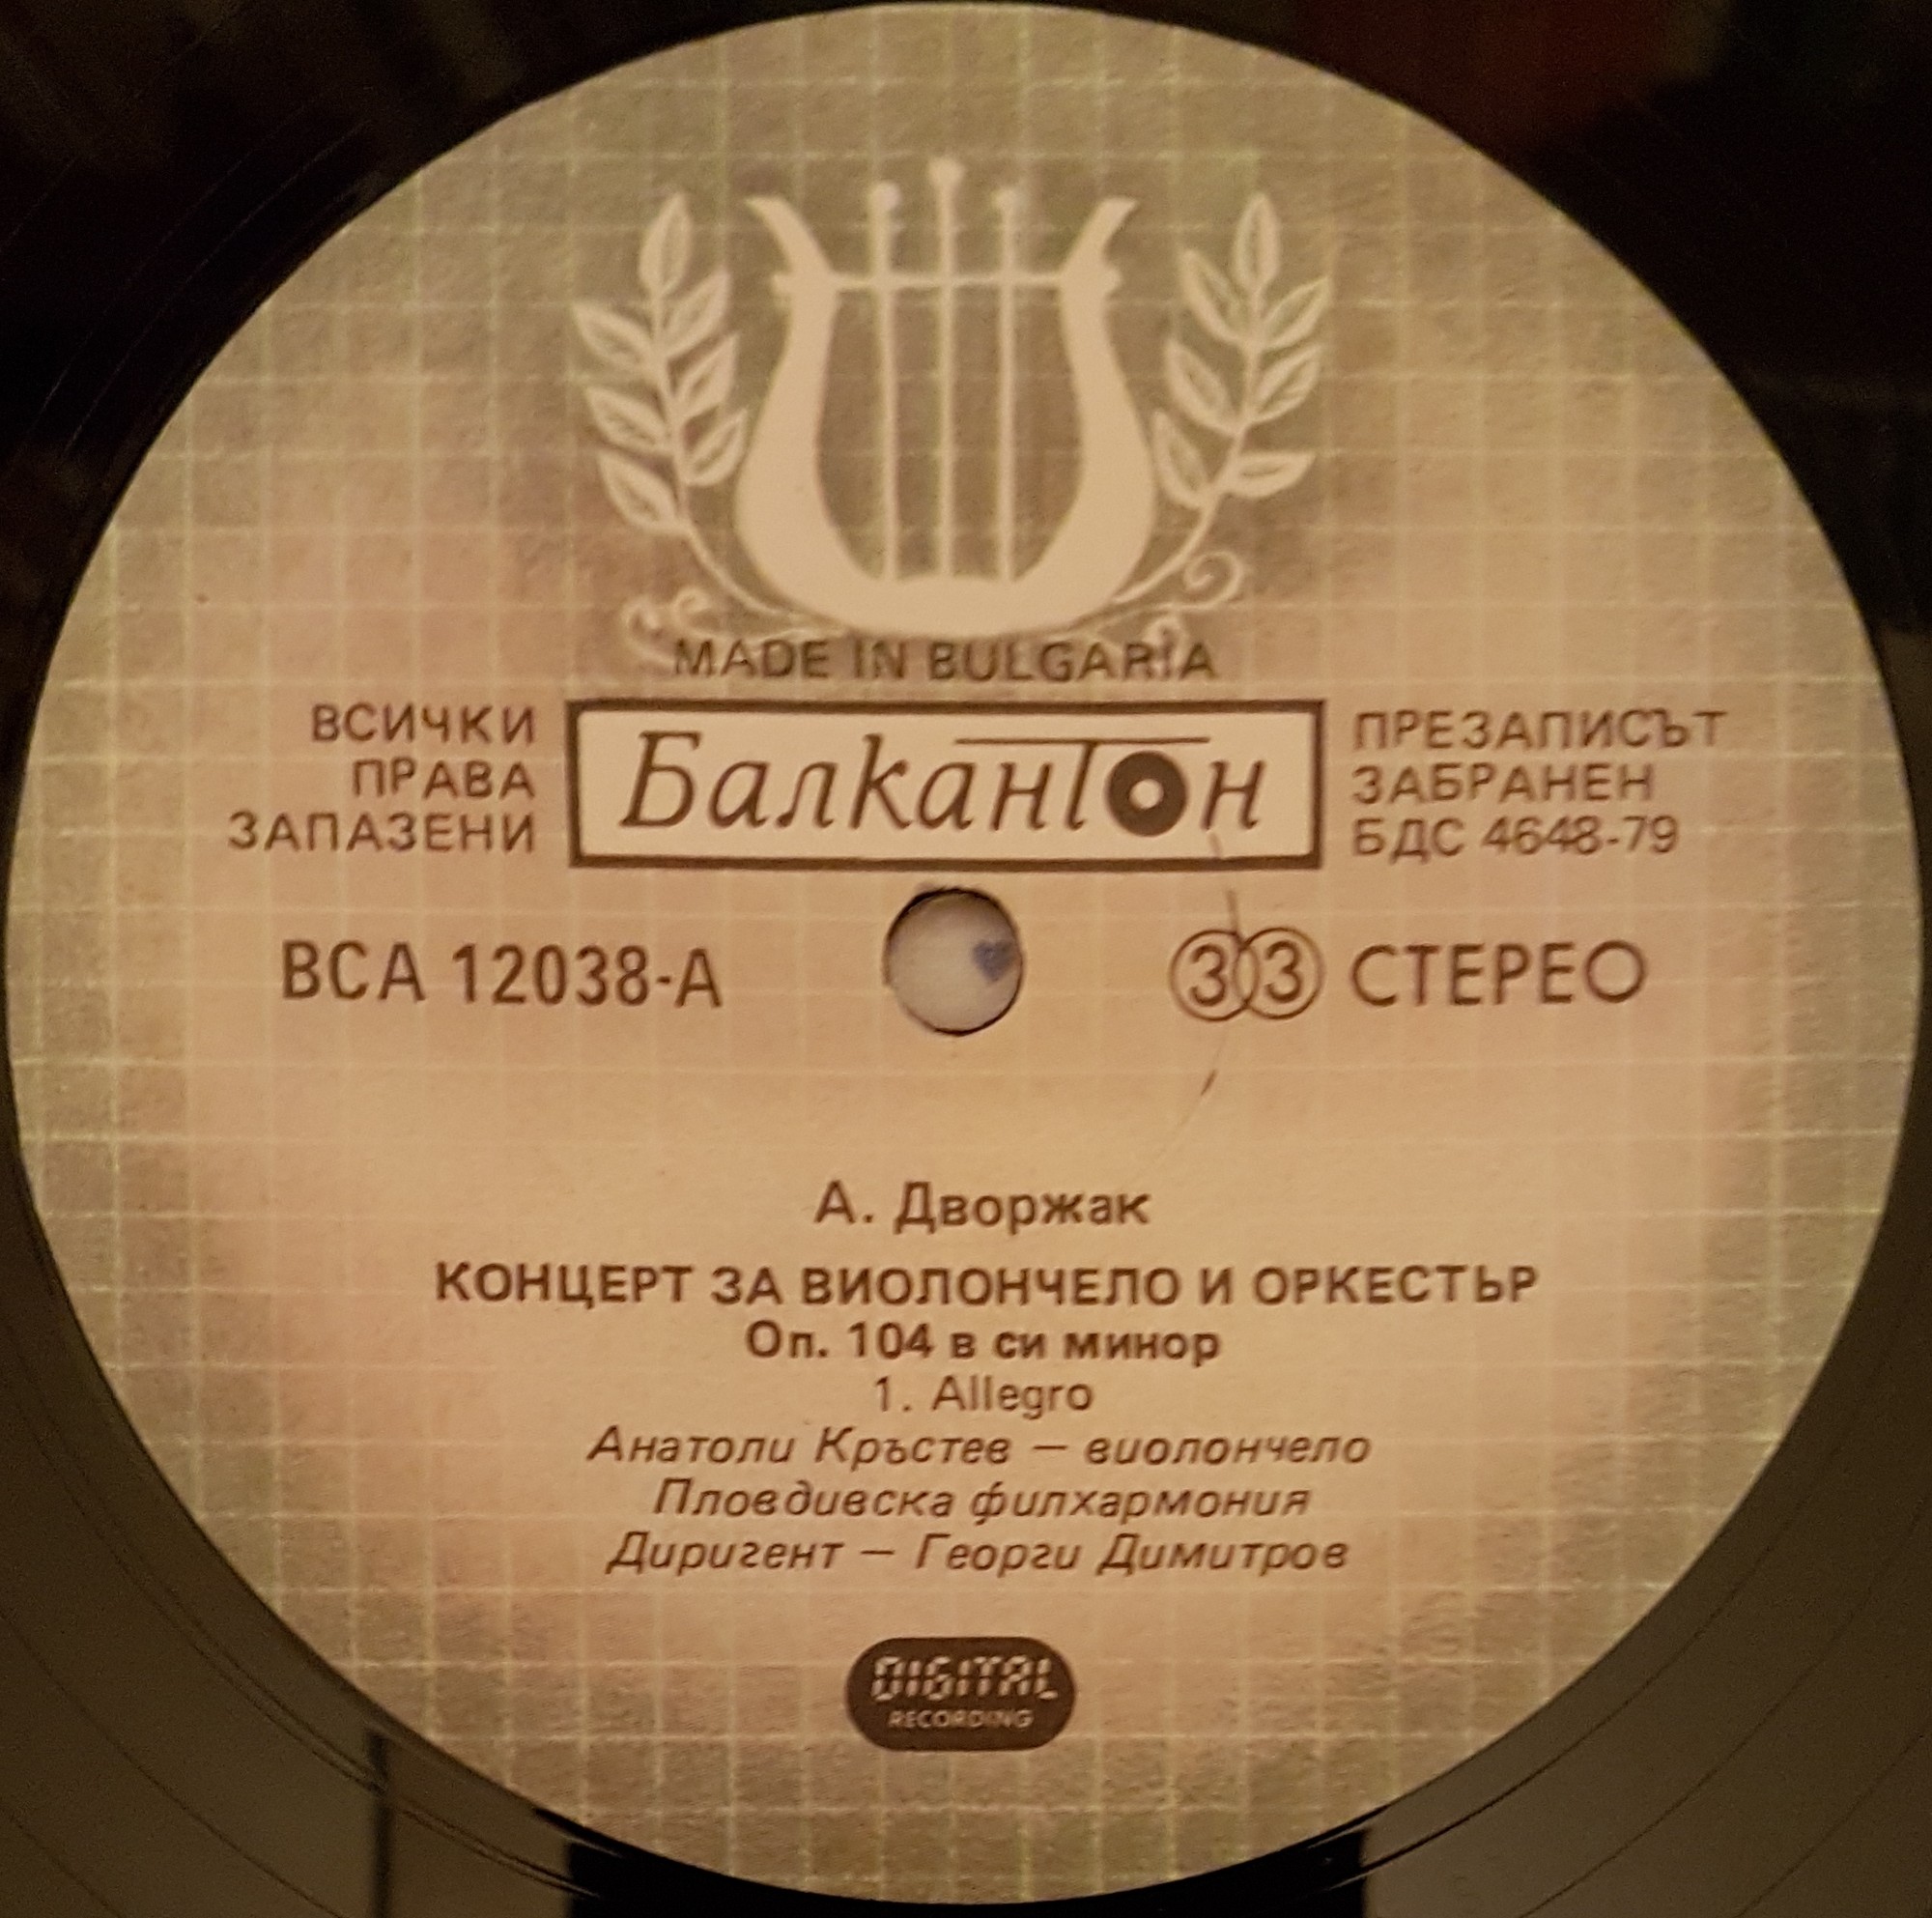 MADE IN BULGARIA
ВСИЧКИ
ПРАВА
ЗАПАЗЕНИ
Балкантон
ПРЕЗАПИСЪТ
ЗАБРАНЕН
БДС 4648-79
ВСА 12038-А
33 СТЕРЕО
А. Дворжак
КОНЦЕРТ ЗА ВИОЛОНЧЕЛО И ОРКЕСТЪР
Оп. 104 в си минор
1. Allegro
Анатоли Кръстев — виолончело
Пловдивска филхармония
Диригент — Георги Димитров
DIGITAL
RECORDING